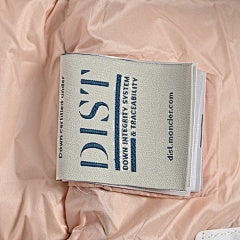 Down certified under
DIST
DOWN INTEGRITY SYSTEM
& TRACEABILITY
dist.moncler.com